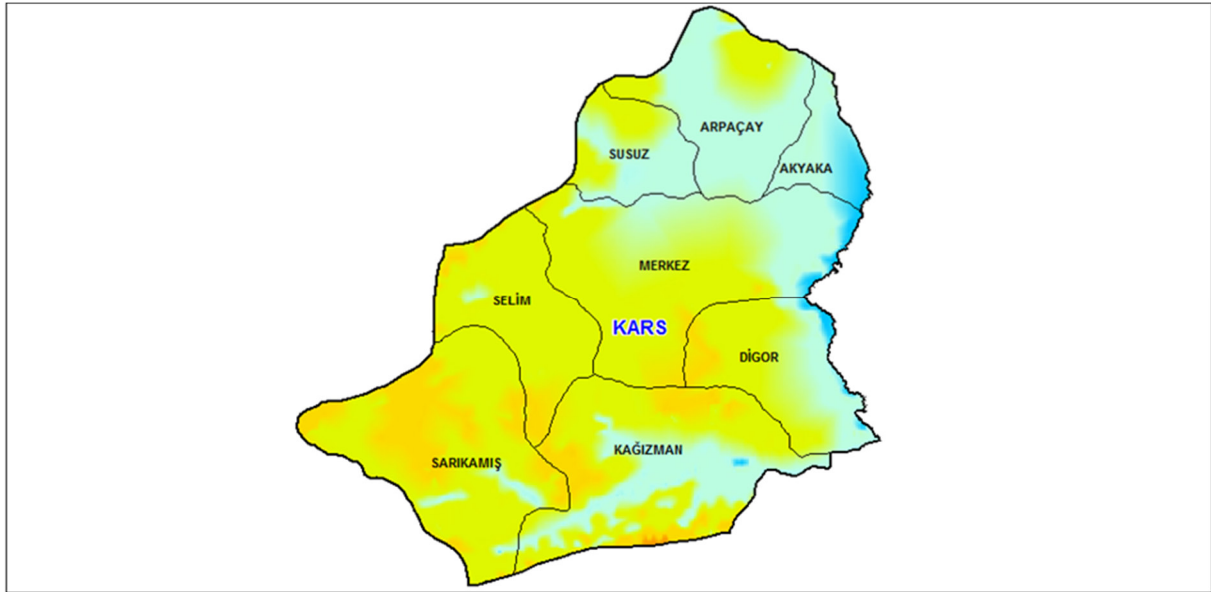 ARPAÇAY
SUSUZ
AKYAKA
MERKEZ
SELİM
KARS
DİGOR
KAĞIZMAN
SARIKAMIŞ